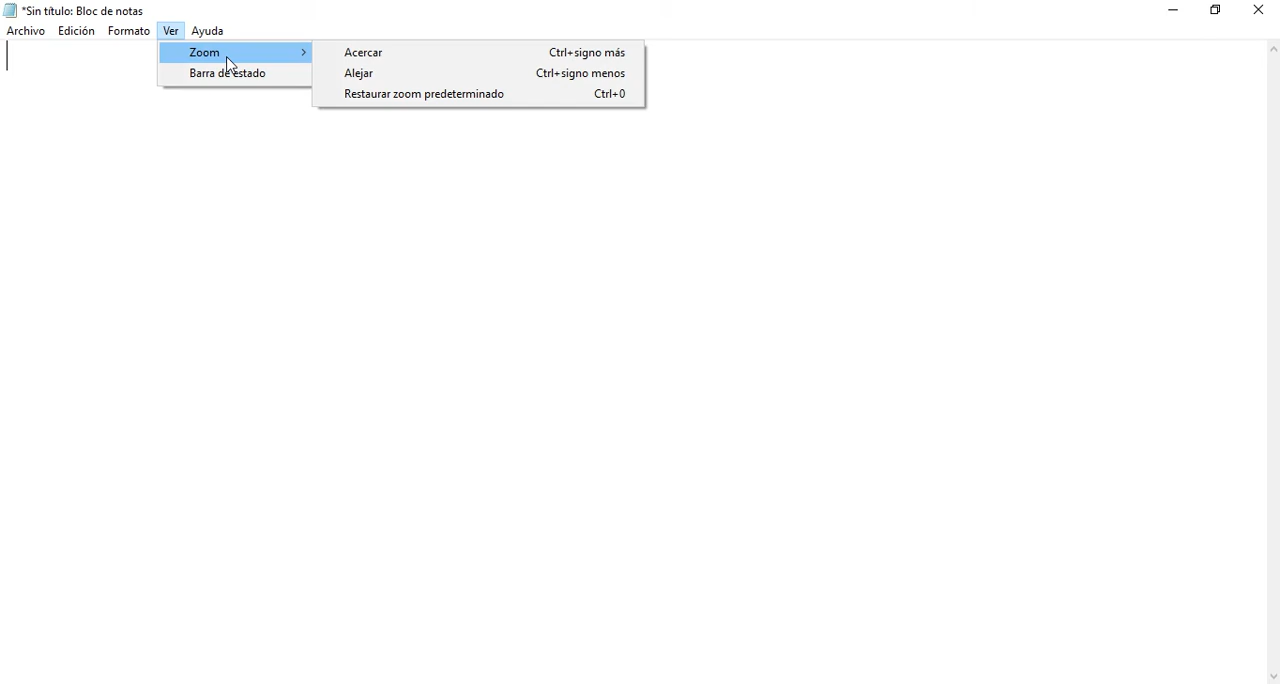 *Sin título: Bloc de notas
Archivo Edición Formato Ver Ayuda
Zoom
Barra de estado
Acercar Ctrl+signo más
Alejar Ctrl+signo menos
Restaurar zoom predeterminado Ctrl+0